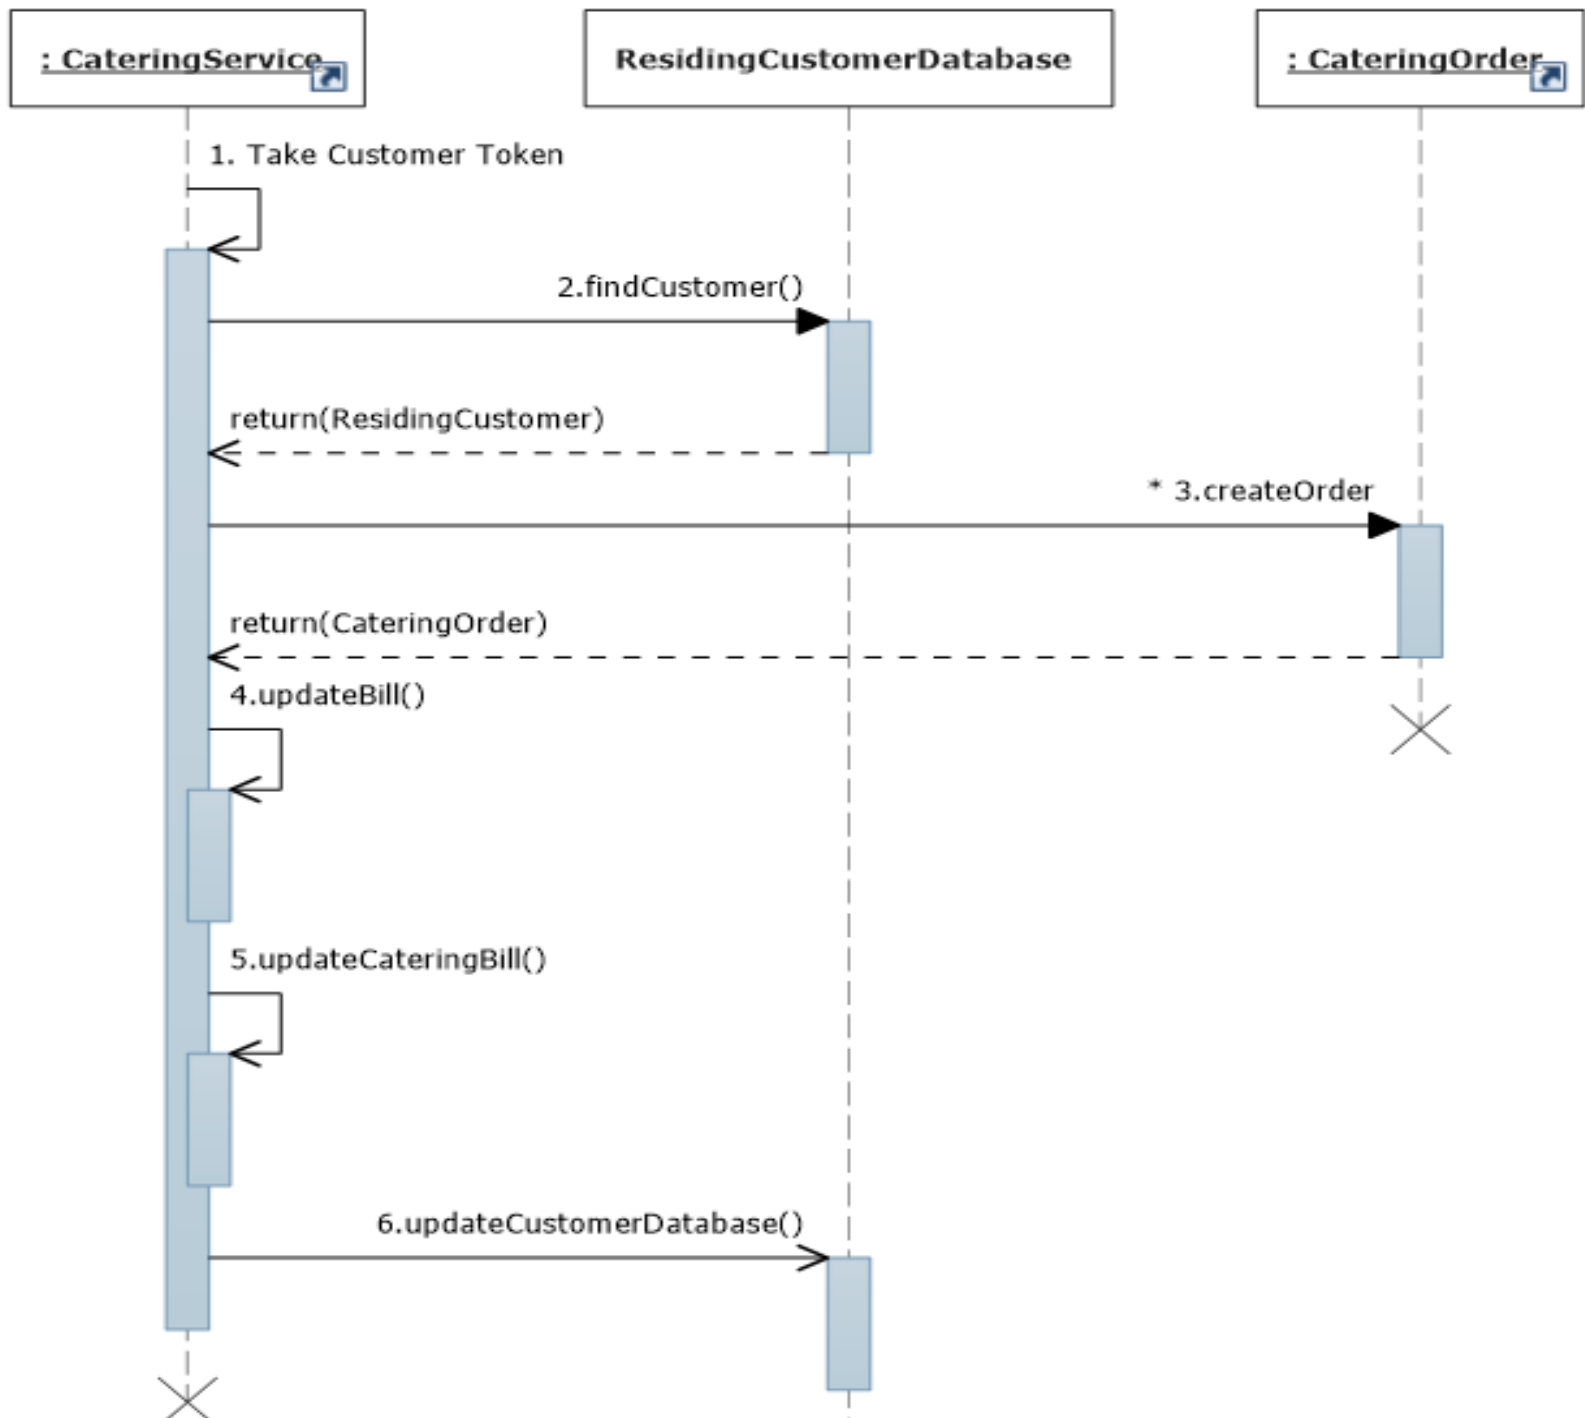 : CateringService
ResidingCustomerDatabase
: CateringOrder
1. Take Customer Token
2.findCustomer()
return(ResidingCustomer)
* 3.createOrder
return(CateringOrder)
4.updateBill()
5.updateCateringBill()
6.updateCustomerDatabase()